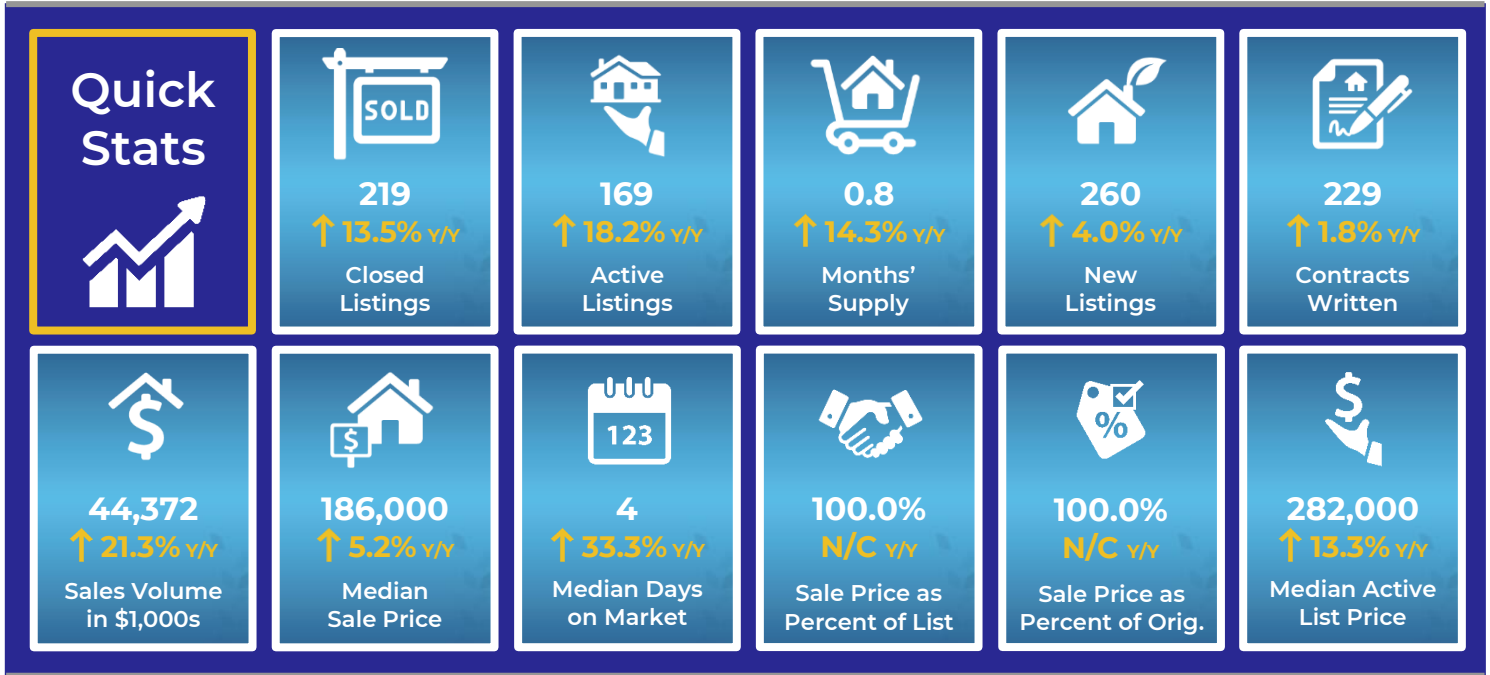 Quick
Stats
SOLD
219
↑ 13.5% Y/Y
Closed
Listings
169
↑ 18.2% Y/Y
Active
Listings
0.8
↑ 14.3% Y/Y
Months’
Supply
260
↑ 4.0% Y/Y
New
Listings
229
↑ 1.8% Y/Y
Contracts
Written
$
44,372
↑ 21.3% Y/Y
Sales Volume
in $1,000s
$
186,000
↑ 5.2% Y/Y
Median
Sale Price
123
4
↑ 33.3% Y/Y
Median Days
on Market
100.0%
N/C Y/Y
Sale Price as
Percent of List
%
100.0%
N/C Y/Y
Sale Price as
Percent of Orig.
$
282,000
↑ 13.3% Y/Y
Median Active
List Price